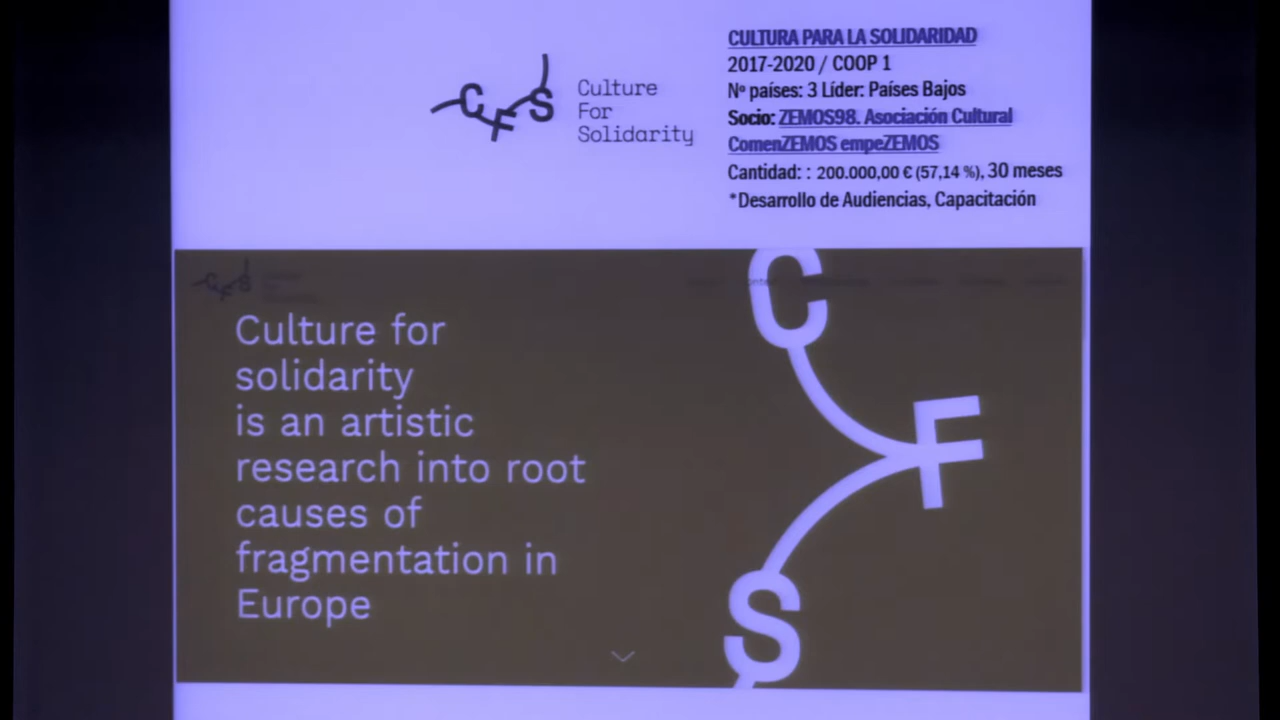 CFS
Culture
For
Solidarity
CULTURA PARA LA SOLIDARIDAD
2017-2020 / COOP 1
Nº países: 3 Líder: Países Bajos
Socio: ZEMOS98. Asociación Cultural
ComenZEMOS empeZEMOS
Cantidad: : 200.000,00 € (57,14 %), 30 meses
*Desarrollo de Audiencias, Capacitación
CFS
Culture for
solidarity
is an artistic
research into root
causes of
fragmentation in
Europe
C
F
S